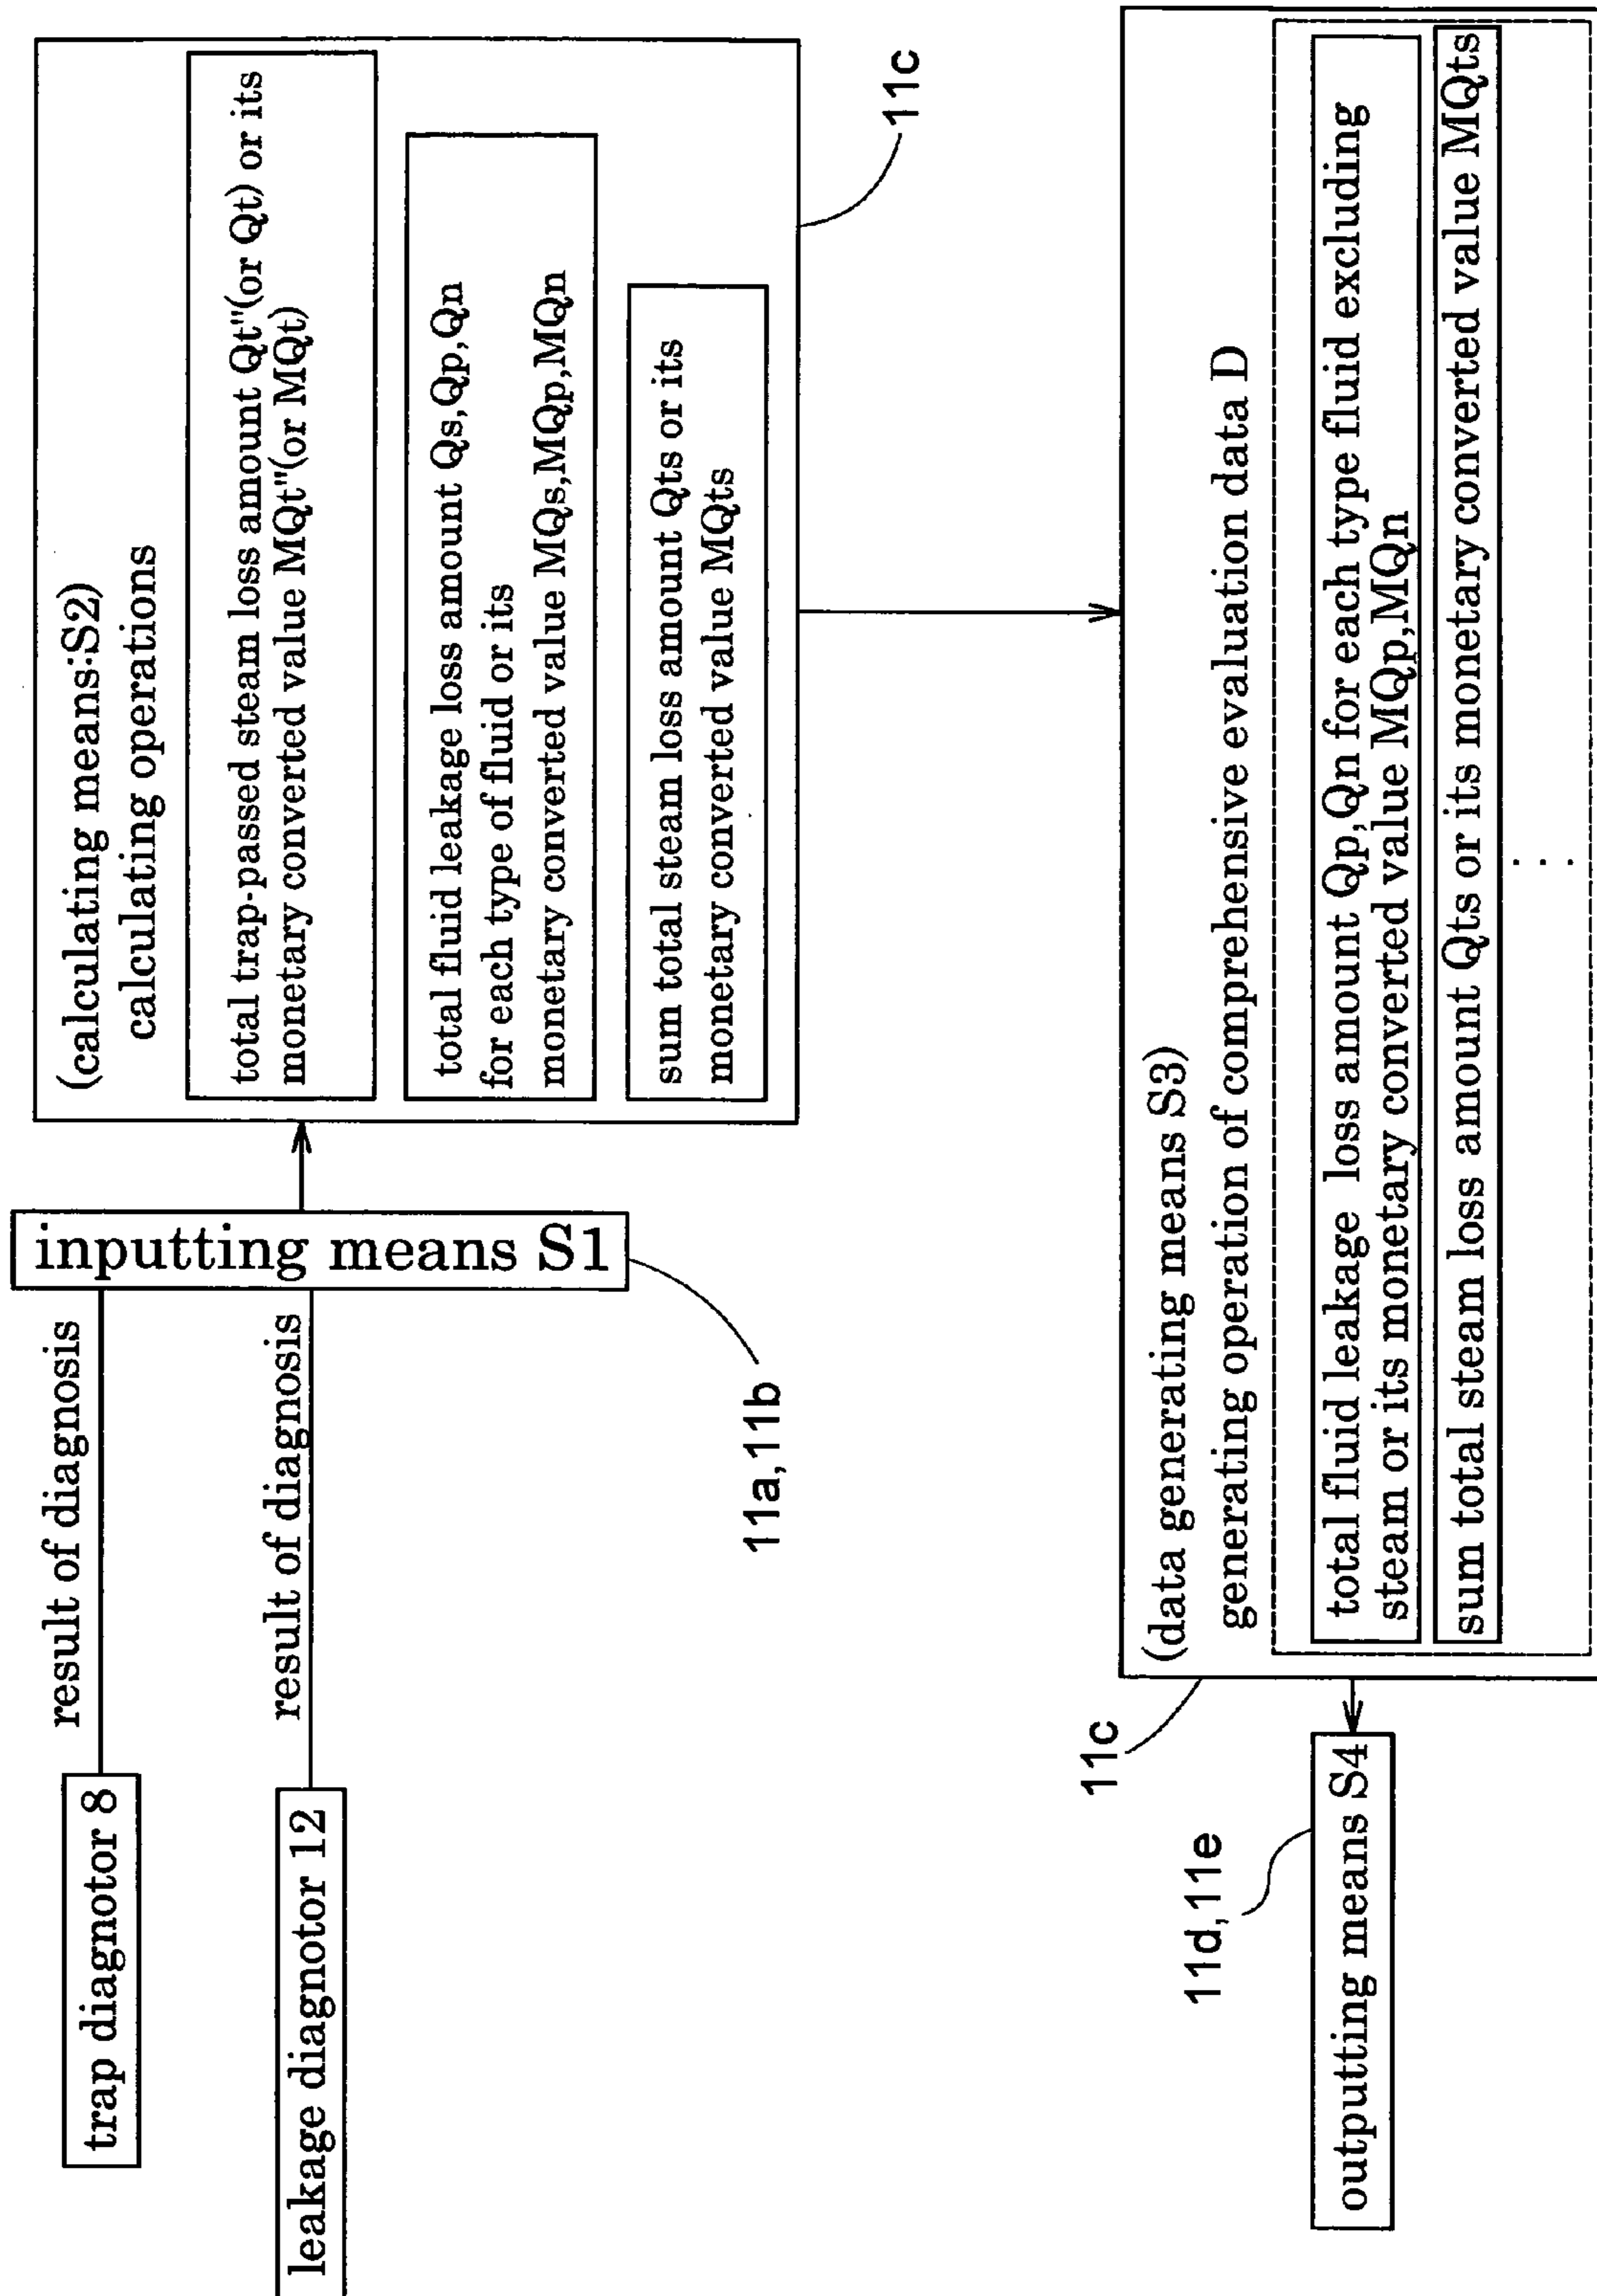 trap diagnotor 8
result of diagnosis
leakage diagnotor 12
result of diagnosis
inputting means S1
11a,11b
(calculating means:S2)
calculating operations
total trap-passed steam loss amount Qt"(or Qt) or its
monetary converted value MQt"(or MQt)
total fluid leakage loss amount Qs,Qp,Qn
for each type of fluid or its
monetary converted value MQs,MQp,MQn
sum total steam loss amount Qts or its
monetary converted value MQts
11c
(data generating means S3)
generating operation of comprehensive evaluation data D
total fluid leakage loss amount Qp,Qn for each type fluid excluding
steam or its monetary converted value MQp,MQn
sum total steam loss amount Qts or its monetary converted value MQts
. . .
11c
outputting means S4
11d,11e